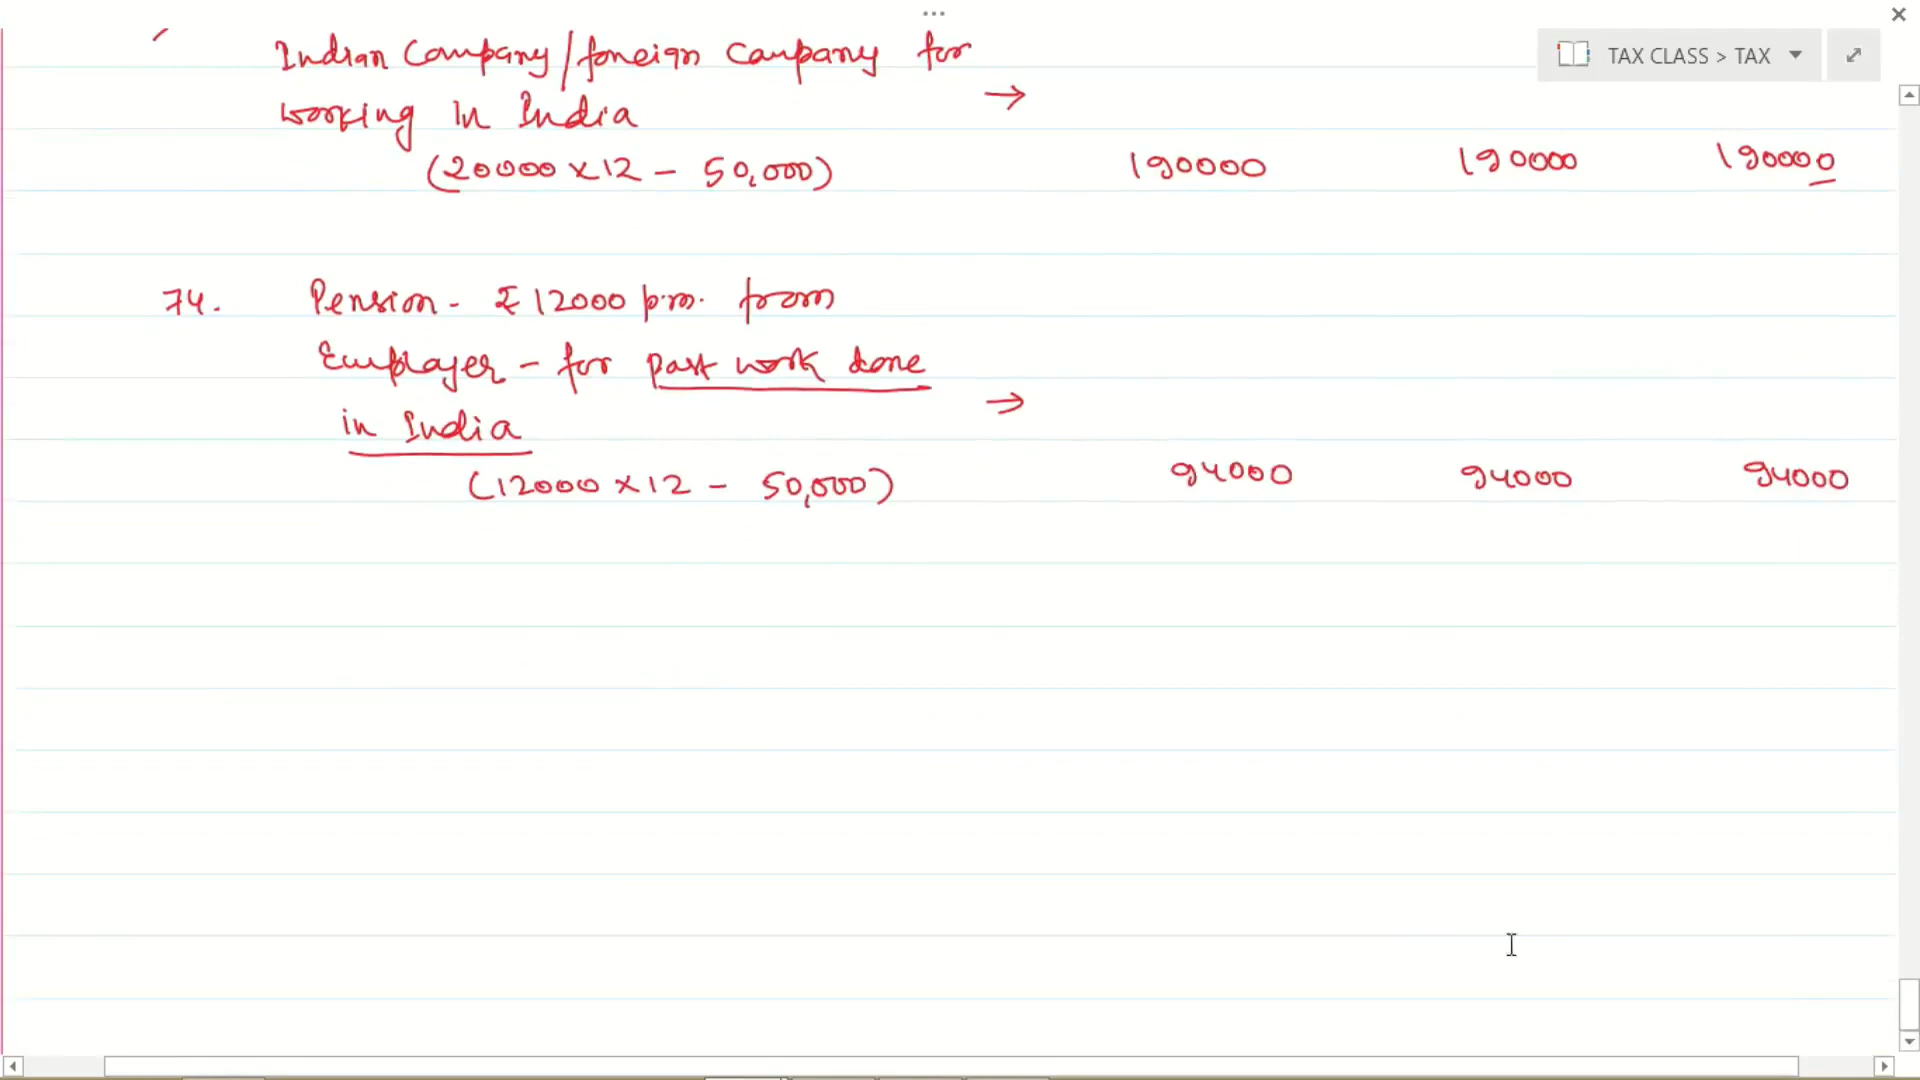 TAX CLASS > TAX
Indian Company/foreign Company for
working in India →
(20000 x 12 - 50,000) 190000 190000 190000
74. Pension - ₹ 12000 p.m. from
Employer - for past work done
in India →
(12000 x 12 - 50,000) 94000 94000 94000